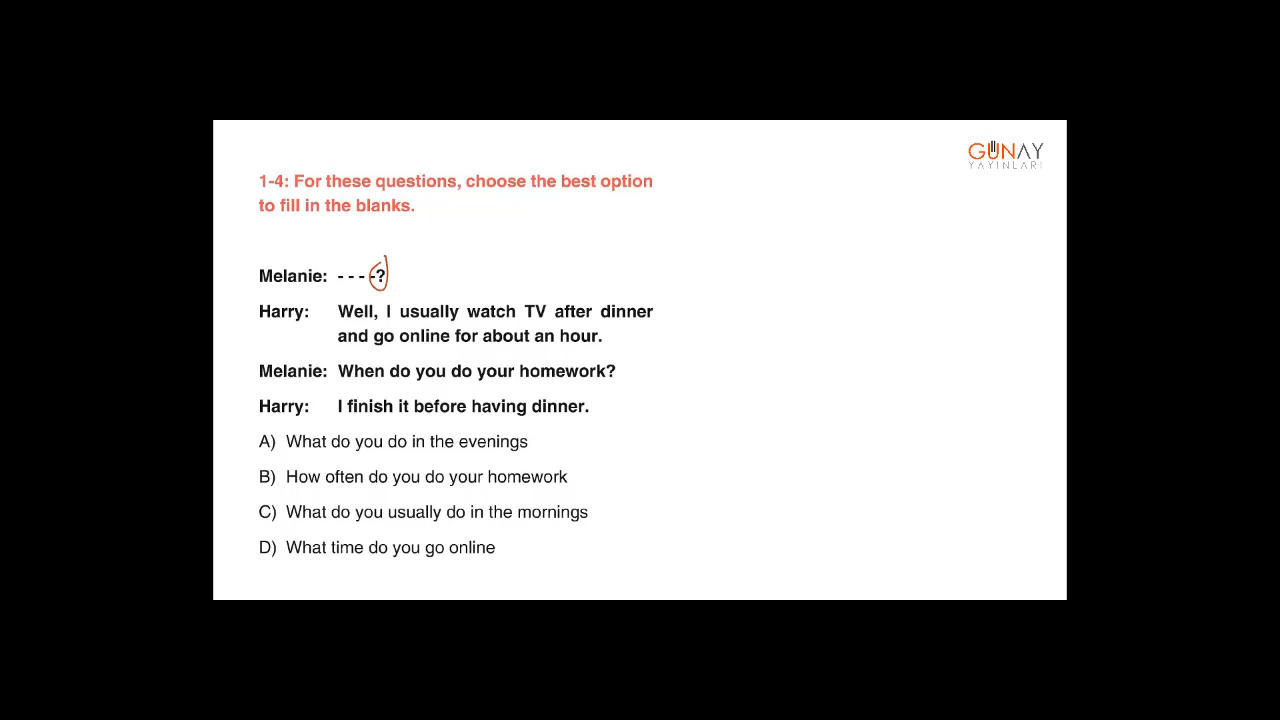 GÜNAY
YAYINLARI
1-4: For these questions, choose the best option
to fill in the blanks.
Melanie: - - - -?
Harry: Well, I usually watch TV after dinner
and go online for about an hour.
Melanie: When do you do your homework?
Harry: I finish it before having dinner.
A) What do you do in the evenings
B) How often do you do your homework
C) What do you usually do in the mornings
D) What time do you go online